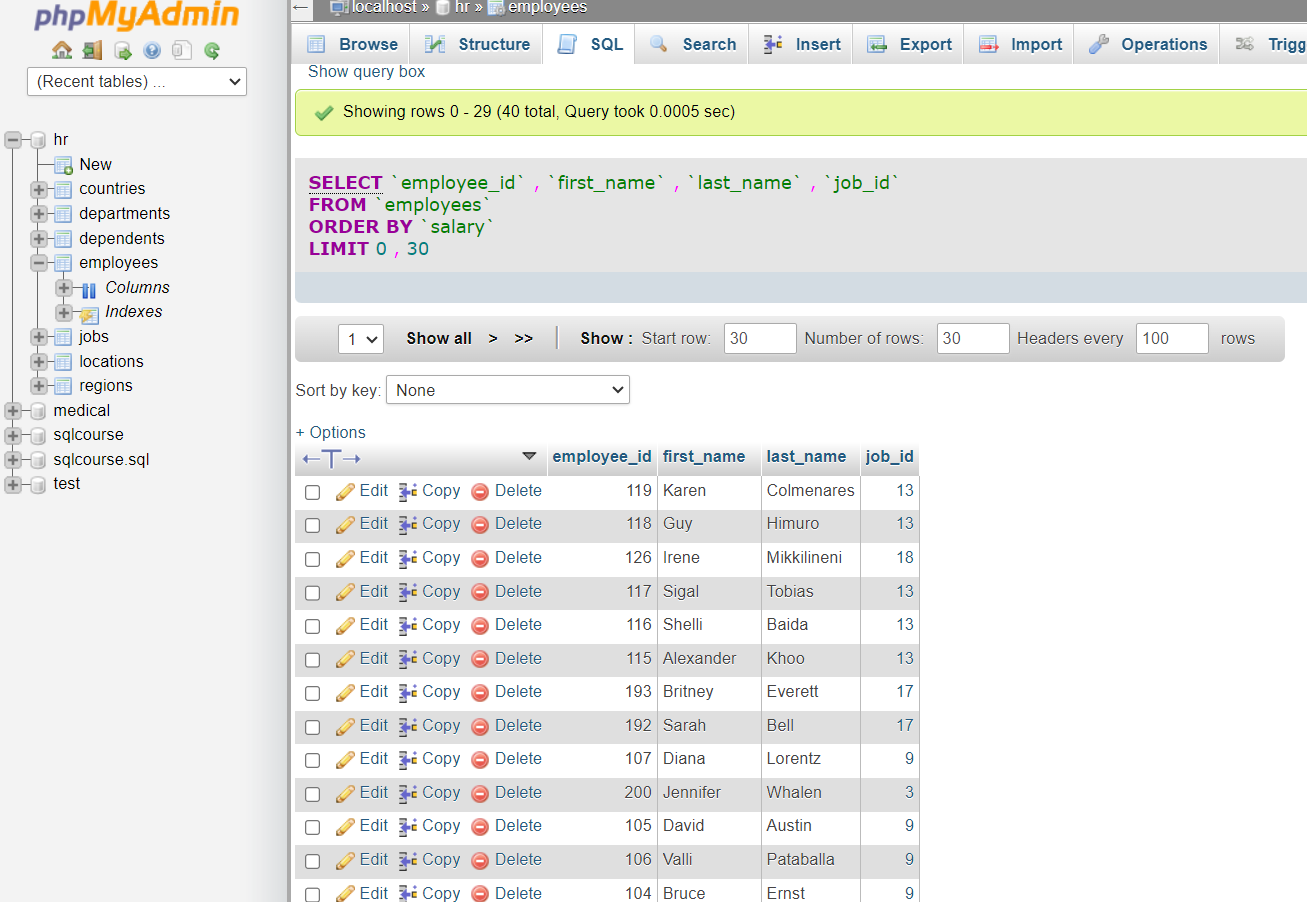 phpMyAdmin
(Recent tables) ...
hr
New
countries
departments
dependents
employees
Columns
Indexes
jobs
locations
regions
medical
sqlcourse
sqlcourse.sql
test
← localhost » hr » employees
Browse Structure SQL Search Insert Export Import Operations Trigg
Show query box
Showing rows 0 - 29 (40 total, Query took 0.0005 sec)
SELECT `employee_id` , `first_name` , `last_name` , `job_id`
FROM `employees`
ORDER BY `salary`
LIMIT 0 , 30
1 Show all > >> Show : Start row: 30 Number of rows: 30 Headers every 100 rows
Sort by key: None
+ Options
←T→ employee_id first_name last_name job_id
Edit Copy Delete 119 Karen Colmenares 13
Edit Copy Delete 118 Guy Himuro 13
Edit Copy Delete 126 Irene Mikkilineni 18
Edit Copy Delete 117 Sigal Tobias 13
Edit Copy Delete 116 Shelli Baida 13
Edit Copy Delete 115 Alexander Khoo 13
Edit Copy Delete 193 Britney Everett 17
Edit Copy Delete 192 Sarah Bell 17
Edit Copy Delete 107 Diana Lorentz 9
Edit Copy Delete 200 Jennifer Whalen 3
Edit Copy Delete 105 David Austin 9
Edit Copy Delete 106 Valli Pataballa 9
Edit Copy Delete 104 Bruce Ernst 9